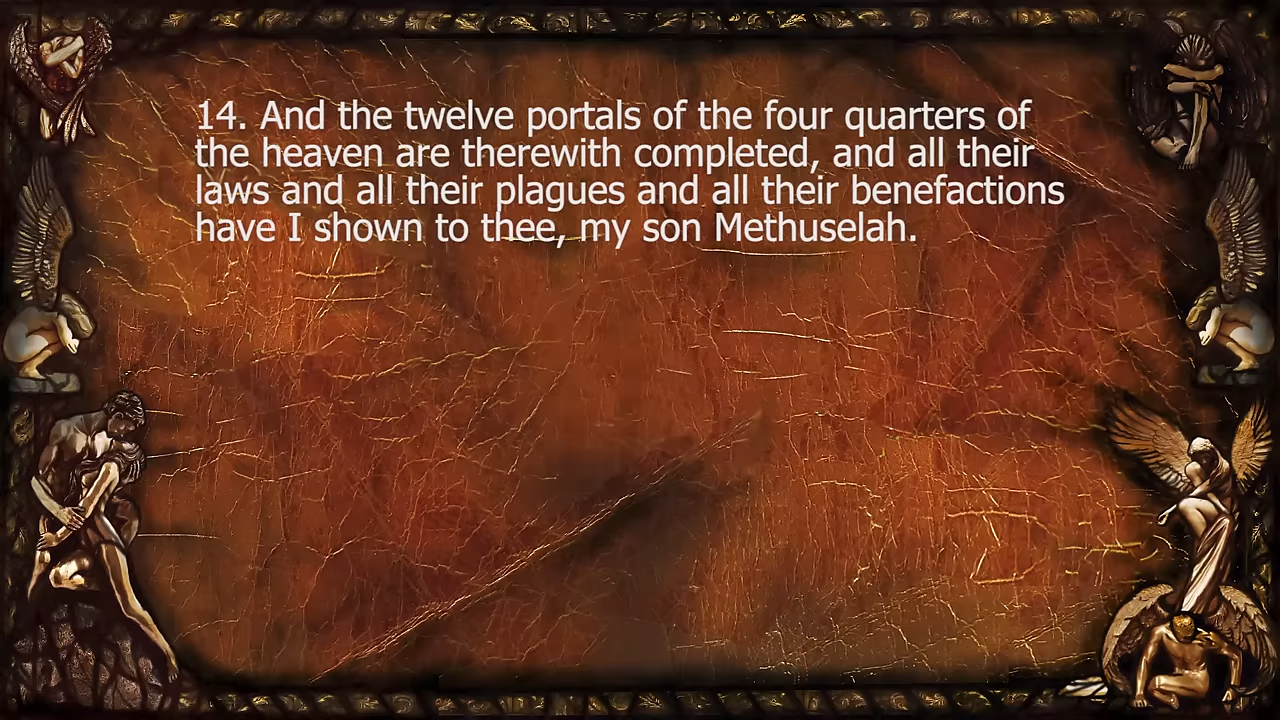 14. And the twelve portals of the four quarters of
the heaven are therewith completed, and all their
laws and all their plagues and all their benefactions
have I shown to thee, my son Methuselah.